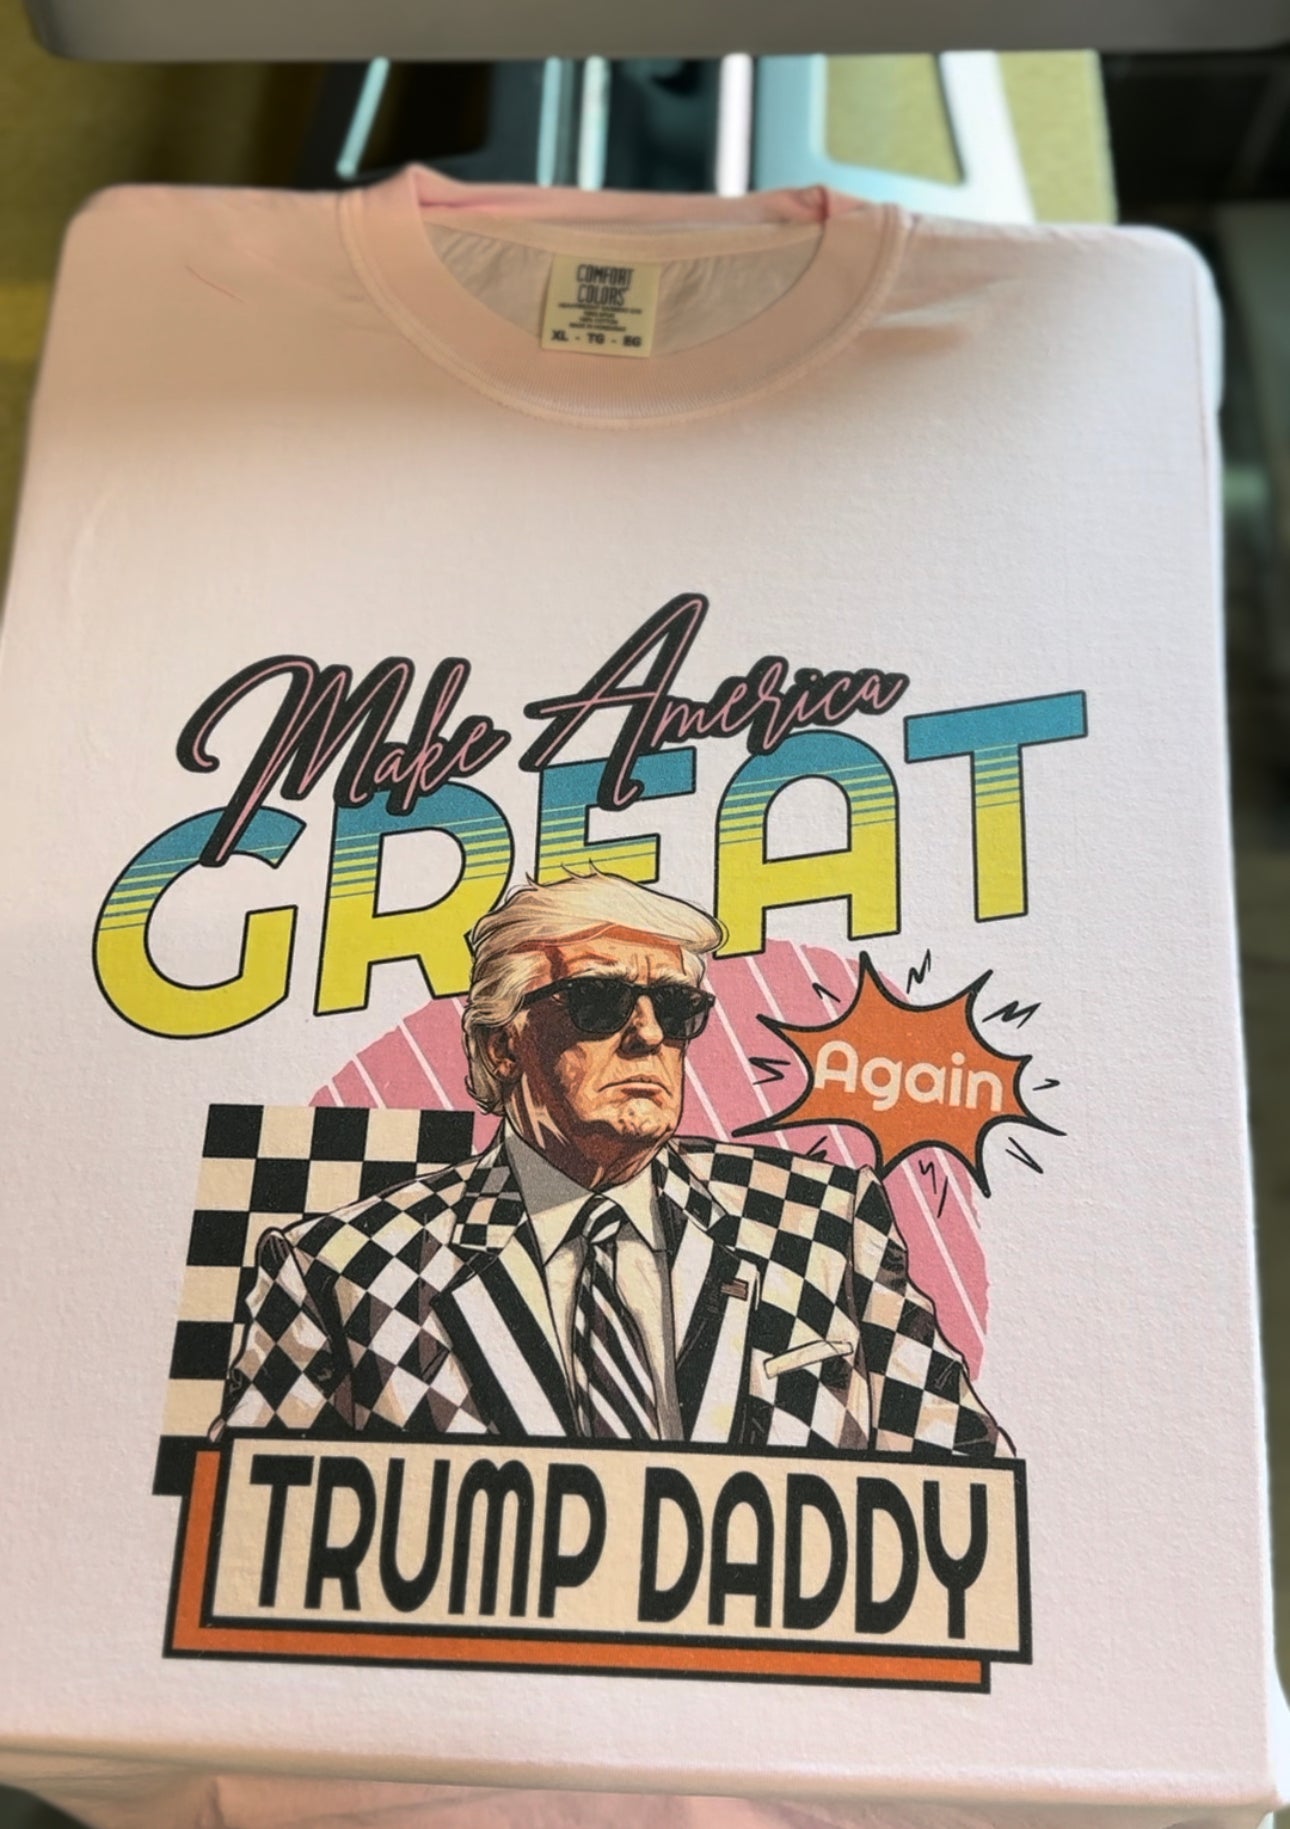 COMFORT
COLORS
XL - TG - EG
Make America
GREAT
Again
TRUMP DADDY